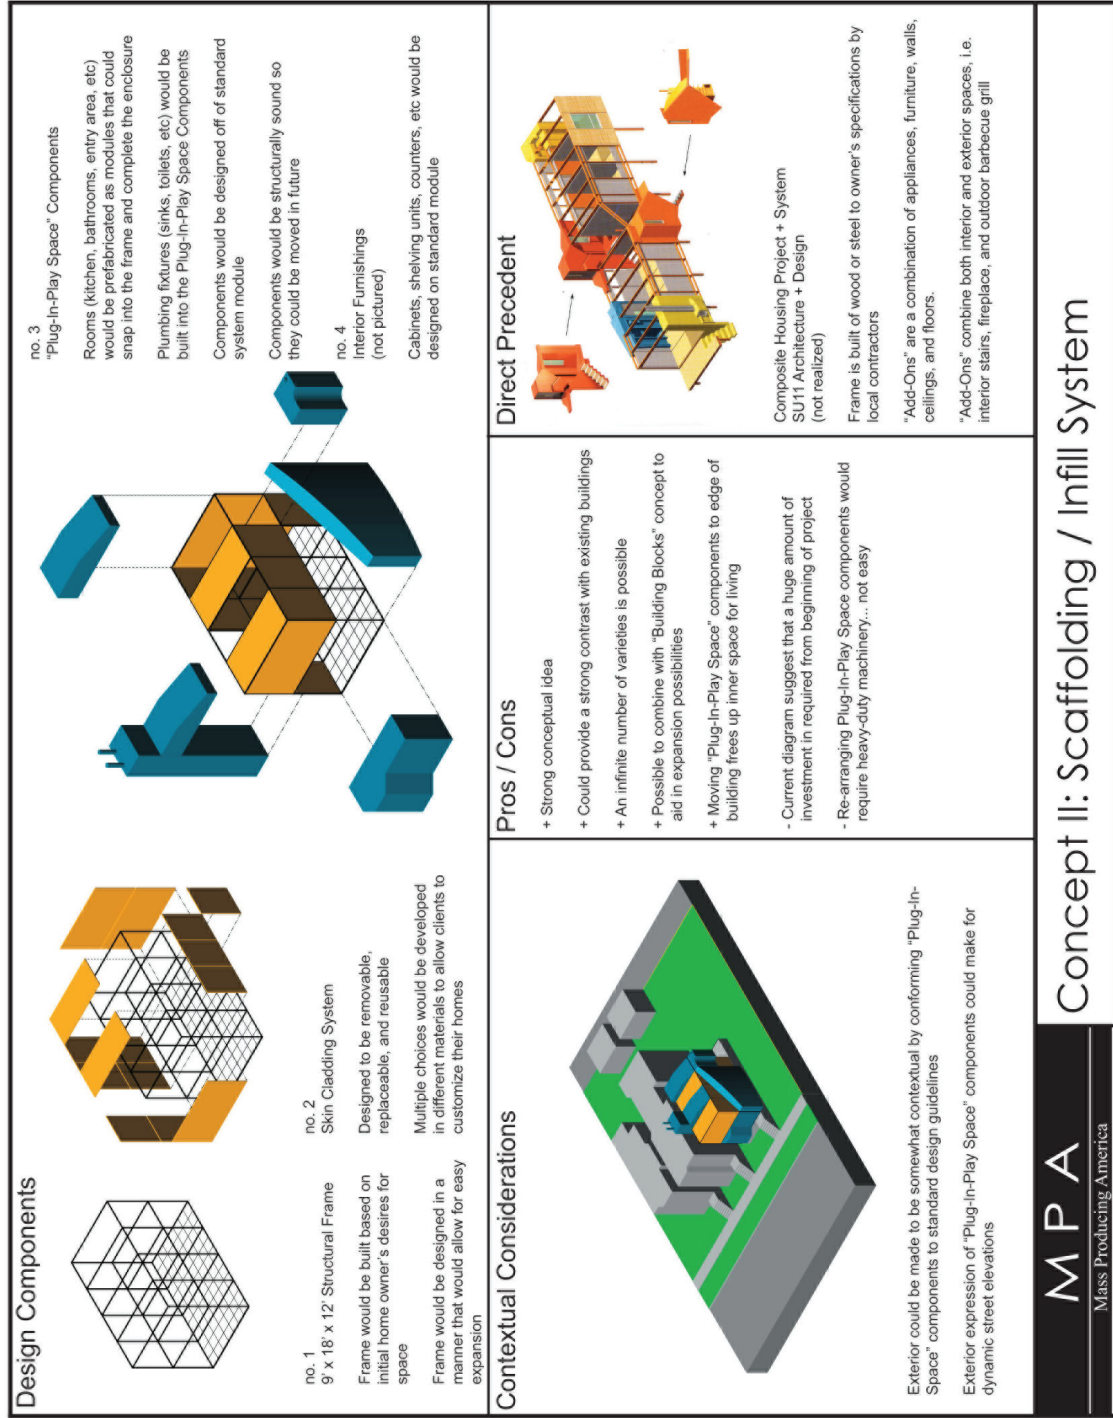 Design Components
no. 1
9' x 18' x 12' Structural Frame
Frame would be built based on
initial home owner's desires for
space
Frame would be designed in a
manner that would allow for easy
expansion
no. 2
Skin Cladding System
Designed to be removable,
replaceable, and reusable
Multiple choices would be developed
in different materials to allow clients to
customize their homes
no. 3
“Plug-In-Play Space” Components
Rooms (kitchen, bathrooms, entry area, etc)
would be prefabricated as modules that could
snap into the frame and complete the enclosure
Plumbing fixtures (sinks, toilets, etc) would be
built into the Plug-In-Play Space Components
Components would be designed off of standard
system module
Components would be structurally sound so
they could be moved in future
no. 4
Interior Furnishings
(not pictured)
Cabinets, shelving units, counters, etc would be
designed on standard module
Contextual Considerations
Exterior could be made to be somewhat contextual by conforming “Plug-In-
Space” components to standard design guidelines
Exterior expression of “Plug-In-Play Space” components could make for
dynamic street elevations
Pros / Cons
+ Strong conceptual idea
+ Could provide a strong contrast with existing buildings
+ An infinite number of varieties is possible
+ Possible to combine with “Building Blocks” concept to
aid in expansion possibilities
+ Moving “Plug-In-Play Space” components to edge of
building frees up inner space for living
- Current diagram suggest that a huge amount of
investment in required from beginning of project
- Re-arranging Plug-In-Play Space components would
require heavy-duty machinery... not easy
Direct Precedent
Composite Housing Project + System
SU11 Architecture + Design
(not realized)
Frame is built of wood or steel to owner's specifications by
local contractors
“Add-Ons” are a combination of appliances, furniture, walls,
ceilings, and floors.
“Add-Ons” combine both interior and exterior spaces, i.e.
interior stairs, fireplace, and outdoor barbecue grill
M P A
Mass Producing America
Concept II: Scaffolding / Infill System